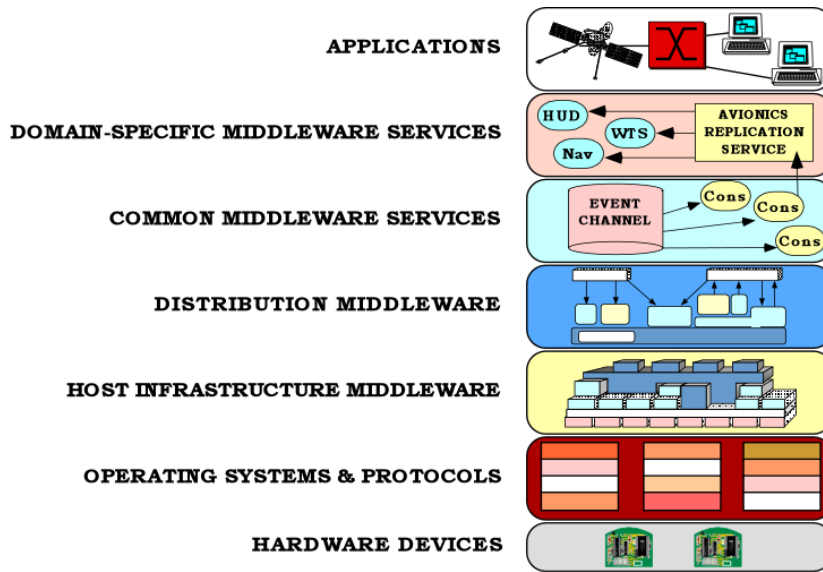 APPLICATIONS
DOMAIN-SPECIFIC MIDDLEWARE SERVICES
HUD
WTS
Nav
AVIONICS
REPLICATION
SERVICE
COMMON MIDDLEWARE SERVICES
EVENT
CHANNEL
Cons
Cons
Cons
DISTRIBUTION MIDDLEWARE
HOST INFRASTRUCTURE MIDDLEWARE
OPERATING SYSTEMS & PROTOCOLS
HARDWARE DEVICES